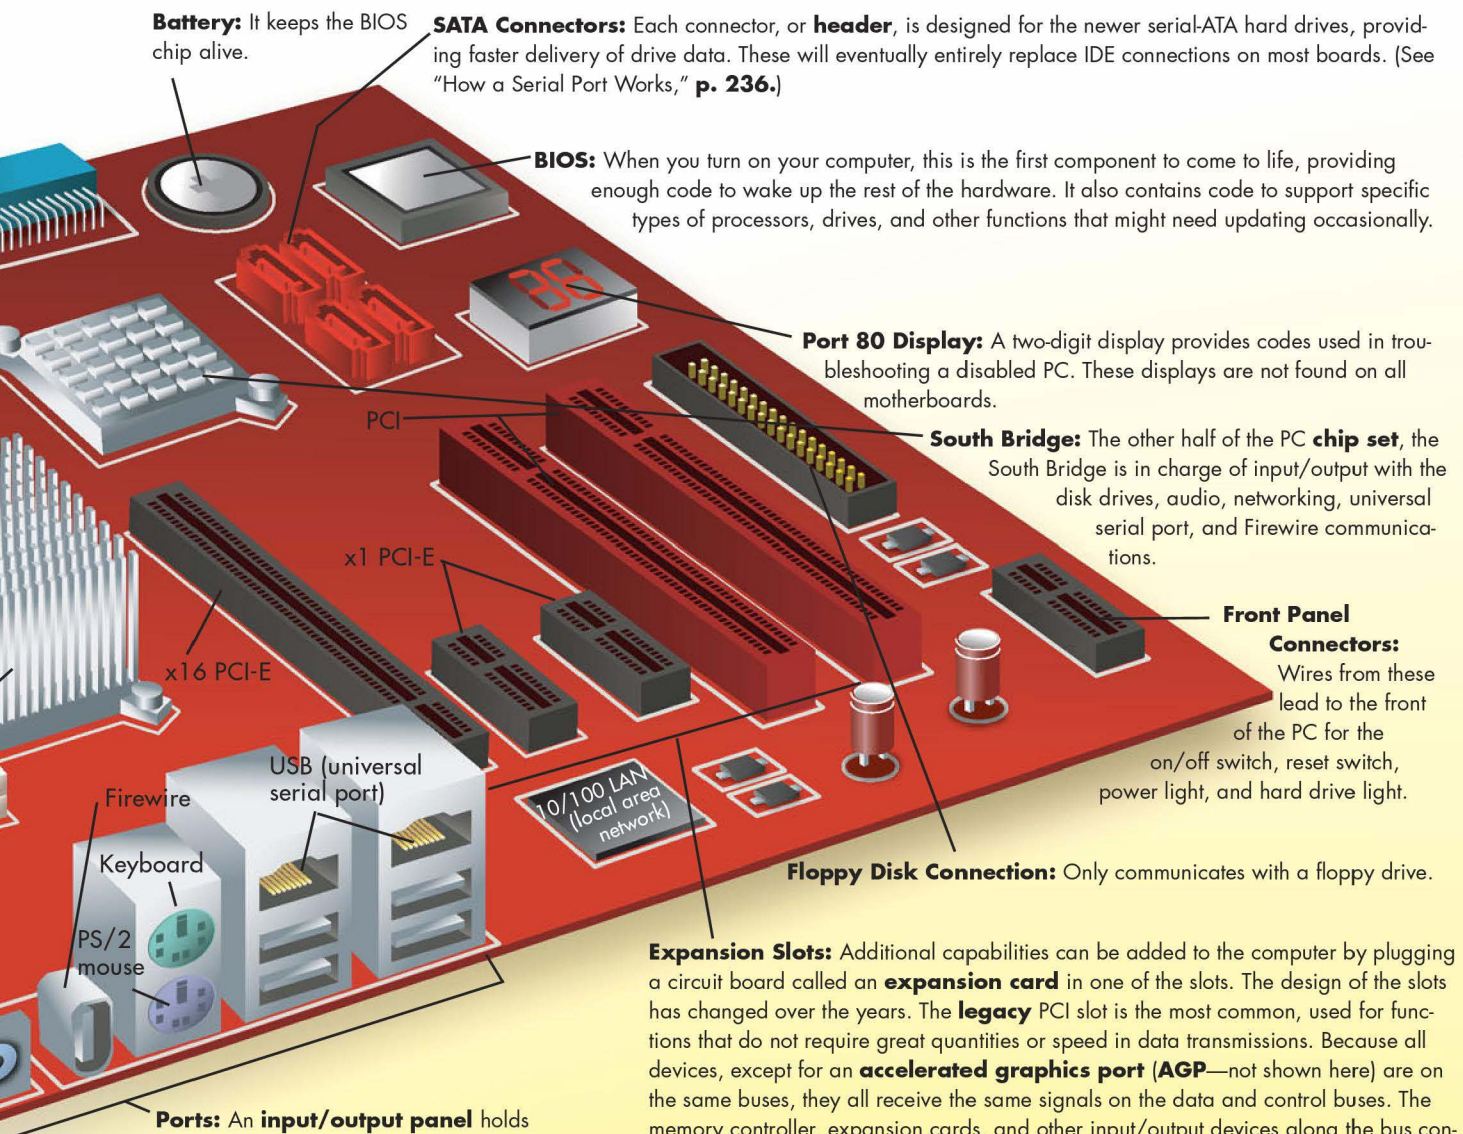 Battery: It keeps the BIOS
chip alive.
SATA Connectors: Each connector, or header, is designed for the newer serial-ATA hard drives, provid-
ing faster delivery of drive data. These will eventually entirely replace IDE connections on most boards. (See
“How a Serial Port Works,” p. 236.)
BIOS: When you turn on your computer, this is the first component to come to life, providing
enough code to wake up the rest of the hardware. It also contains code to support specific
types of processors, drives, and other functions that might need updating occasionally.
86
Port 80 Display: A two-digit display provides codes used in trou-
bleshooting a disabled PC. These displays are not found on all
motherboards.
PCI
South Bridge: The other half of the PC chip set, the
South Bridge is in charge of input/output with the
disk drives, audio, networking, universal
serial port, and Firewire communica-
tions.
x1 PCI-E
x16 PCI-E
Front Panel
Connectors:
Wires from these
lead to the front
of the PC for the
on/off switch, reset switch,
power light, and hard drive light.
USB (universal
serial port)
Firewire
10/100 LAN
(local area
network)
Keyboard
PS/2
mouse
Floppy Disk Connection: Only communicates with a floppy drive.
Expansion Slots: Additional capabilities can be added to the computer by plugging
a circuit board called an expansion card in one of the slots. The design of the slots
has changed over the years. The legacy PCI slot is the most common, used for func-
tions that do not require great quantities or speed in data transmissions. Because all
devices, except for an accelerated graphics port (AGP—not shown here) are on
the same buses, they all receive the same signals on the data and control buses. The
memory controller, expansion cards, and other input/output devices along the bus con-
Ports: An input/output panel holds